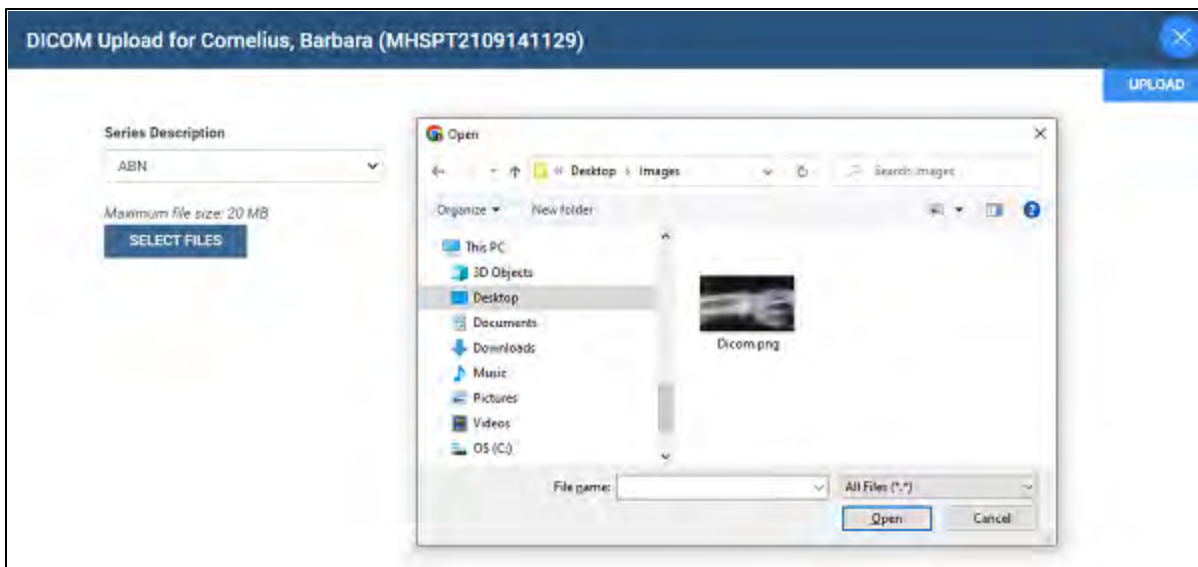 DICOM Upload for Cornelius, Barbara (MHSPT2109141129)
UPLOAD
Series Description
ABN
Maximum file size: 20 MB
SELECT FILES
Open
« Desktop › Images
Search Images
Organize
New folder
This PC
3D Objects
Desktop
Documents
Downloads
Music
Pictures
Videos
OS (C:)
Dicom.png
File name:
All Files (*.*)
Open
Cancel